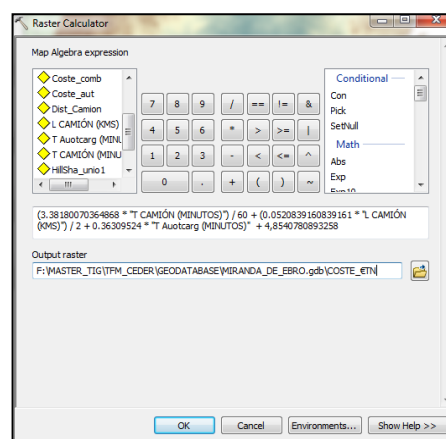 Raster Calculator
Map Algebra expression
Coste_comb
Coste_aut
Dist_Camion
L CAMIÓN (KMS)
T Auotcarg (MINU
T CAMIÓN (MINU
HillSha_unio1
7 8 9 / == != &
4 5 6 * > >= |
1 2 3 - < <= ^
0 . + ( ) ~
Conditional
Con
Pick
SetNull
Math
Abs
Exp
Exp10
(3.38180070364868 * "T CAMIÓN (MINUTOS)") / 60 + (0.0520839160839161 * "L CAMIÓN
(KMS)") / 2 + 0.36309524 * "T Auotcarg (MINUTOS)" + 4,8540780893258
Output raster
F:\MASTER_TIG\TFM_CEDER\GEODATABASE\MIRANDA_DE_EBRO.gdb\COSTE_€TN
OK Cancel Environments... Show Help >>